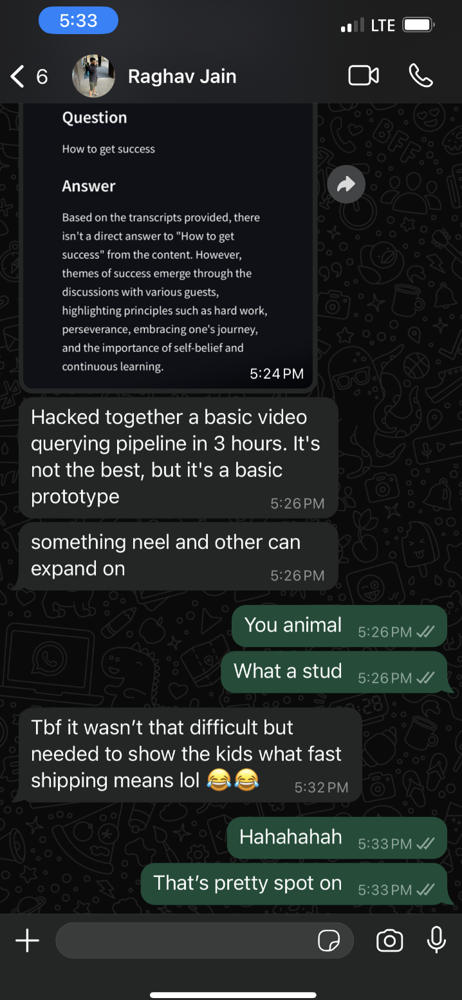 5:33
LTE
6
Raghav Jain
Question
How to get success
Answer
Based on the transcripts provided, there
isn't a direct answer to "How to get
success" from the content. However,
themes of success emerge through the
discussions with various guests,
highlighting principles such as hard work,
perseverance, embracing one's journey,
and the importance of self-belief and
continuous learning.
5:24 PM
Hacked together a basic video
querying pipeline in 3 hours. It's
not the best, but it's a basic
prototype
5:26 PM
something neel and other can
expand on
5:26 PM
You animal
5:26 PM
What a stud
5:26 PM
Tbf it wasn't that difficult but
needed to show the kids what fast
shipping means lol 😂😂
5:32 PM
Hahahahah
5:33 PM
That's pretty spot on
5:33 PM